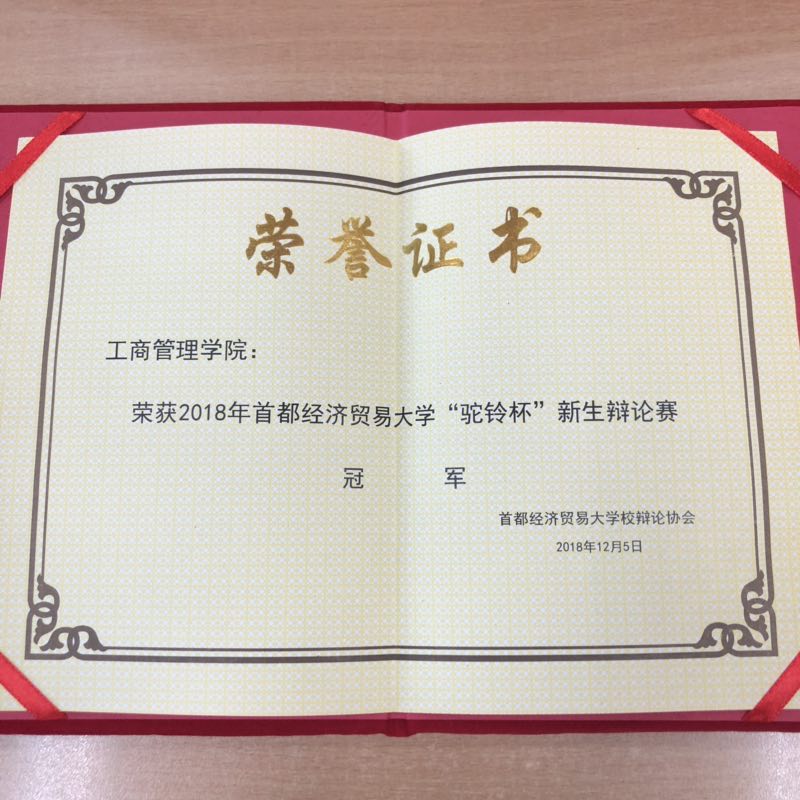 荣誉证书
工商管理学院：
荣获2018年首都经济贸易大学“驼铃杯”新生辩论赛
冠 军
首都经济贸易大学校辩论协会
2018年12月5日